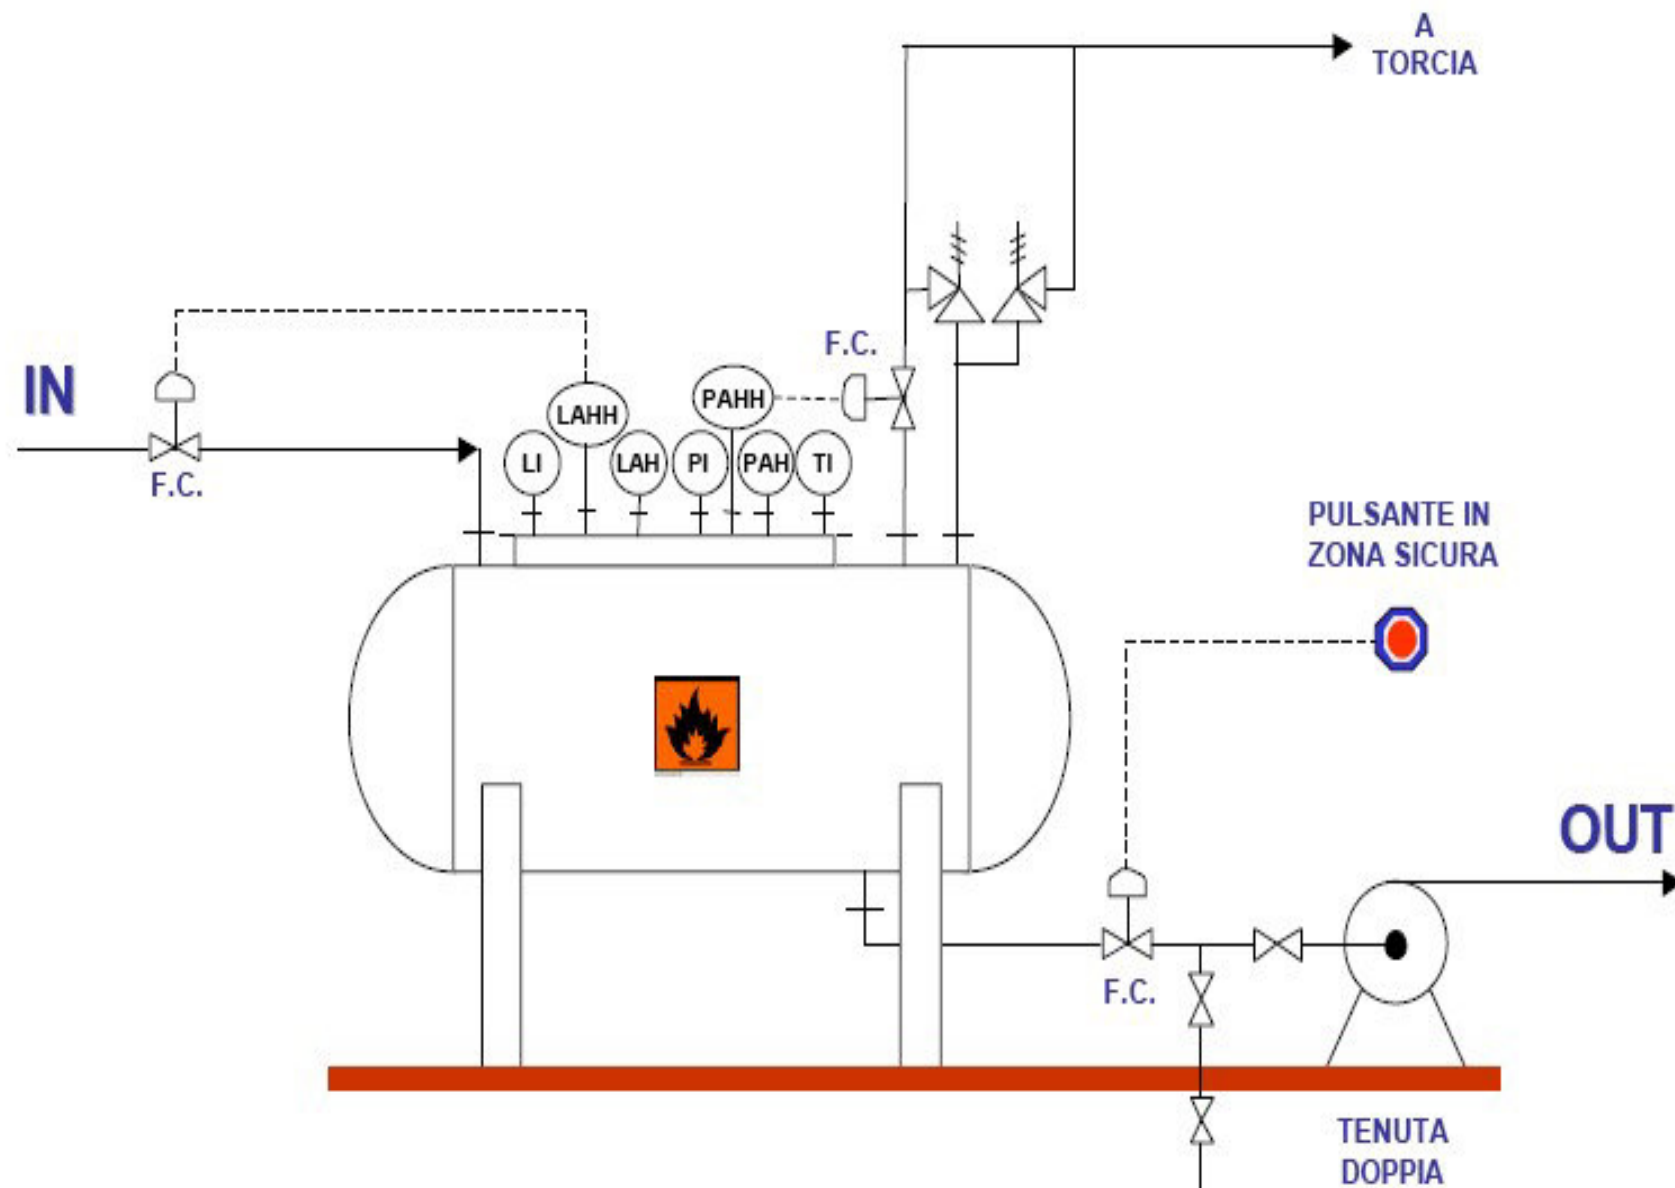 A
TORCIA
F.C.
IN
LAHH
PAHH
LI
LAH
PI
PAH
TI
F.C.
PULSANTE IN
ZONA SICURA
OUT
F.C.
TENUTA
DOPPIA